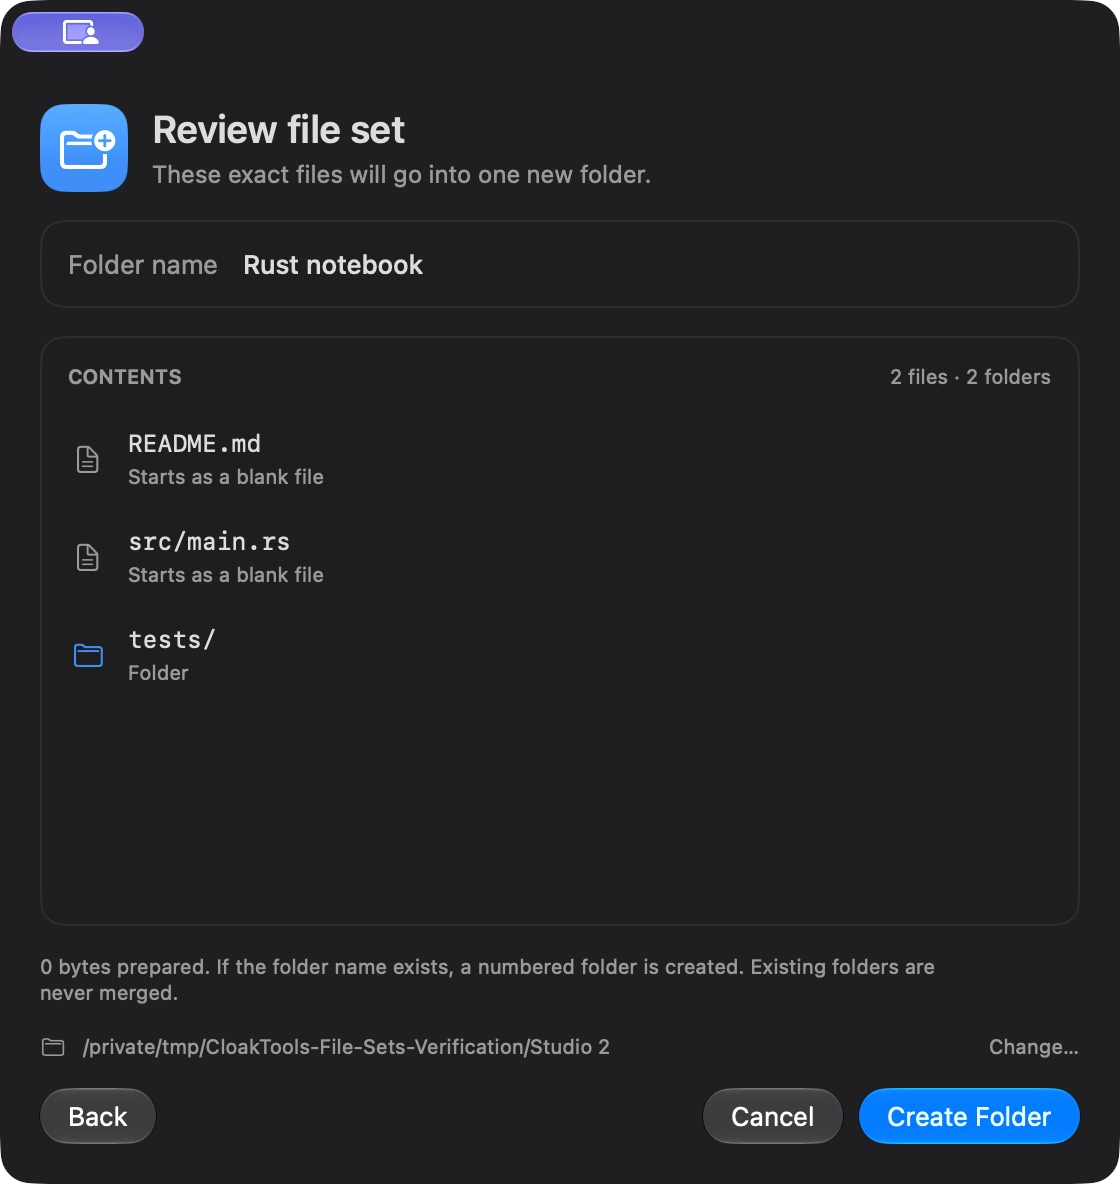 Review file set
These exact files will go into one new folder.
Folder name Rust notebook
CONTENTS 2 files · 2 folders
README.md
Starts as a blank file
src/main.rs
Starts as a blank file
tests/
Folder
0 bytes prepared. If the folder name exists, a numbered folder is created. Existing folders are
never merged.
/private/tmp/CloakTools-File-Sets-Verification/Studio 2 Change...
Back Cancel Create Folder